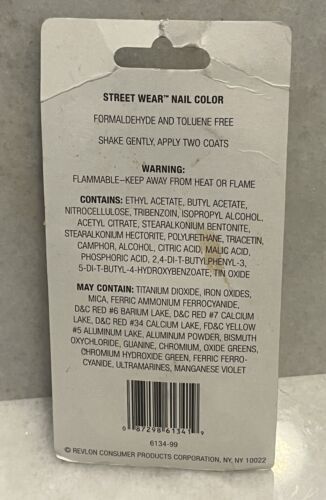 STREET WEAR™ NAIL COLOR
FORMALDEHYDE AND TOLUENE FREE
SHAKE GENTLY, APPLY TWO COATS
WARNING:
FLAMMABLE–KEEP AWAY FROM HEAT OR FLAME
CONTAINS: ETHYL ACETATE, BUTYL ACETATE,
NITROCELLULOSE, TRIBENZOIN, ISOPROPYL ALCOHOL,
ACETYL CITRATE, STEARALKONIUM BENTONITE,
STEARALKONIUM HECTORITE, POLYURETHANE, TRIACETIN,
CAMPHOR, ALCOHOL, CITRIC ACID, MALIC ACID,
PHOSPHORIC ACID, 2,4-DI-T-BUTYLPHENYL-3,
5-DI-T-BUTYL-4-HYDROXYBENZOATE, TIN OXIDE
MAY CONTAIN: TITANIUM DIOXIDE, IRON OXIDES,
MICA, FERRIC AMMONIUM FERROCYANIDE,
D&C RED #6 BARIUM LAKE, D&C RED #7 CALCIUM
LAKE, D&C RED #34 CALCIUM LAKE, FD&C YELLOW
#5 ALUMINUM LAKE, ALUMINUM POWDER, BISMUTH
OXYCHLORIDE, GUANINE, CHROMIUM, OXIDE GREENS,
CHROMIUM HYDROXIDE GREEN, FERRIC FERRO-
CYANIDE, ULTRAMARINES, MANGANESE VIOLET
0 87298 61341 9
6134-99
© REVLON CONSUMER PRODUCTS CORPORATION, NY, NY 10022